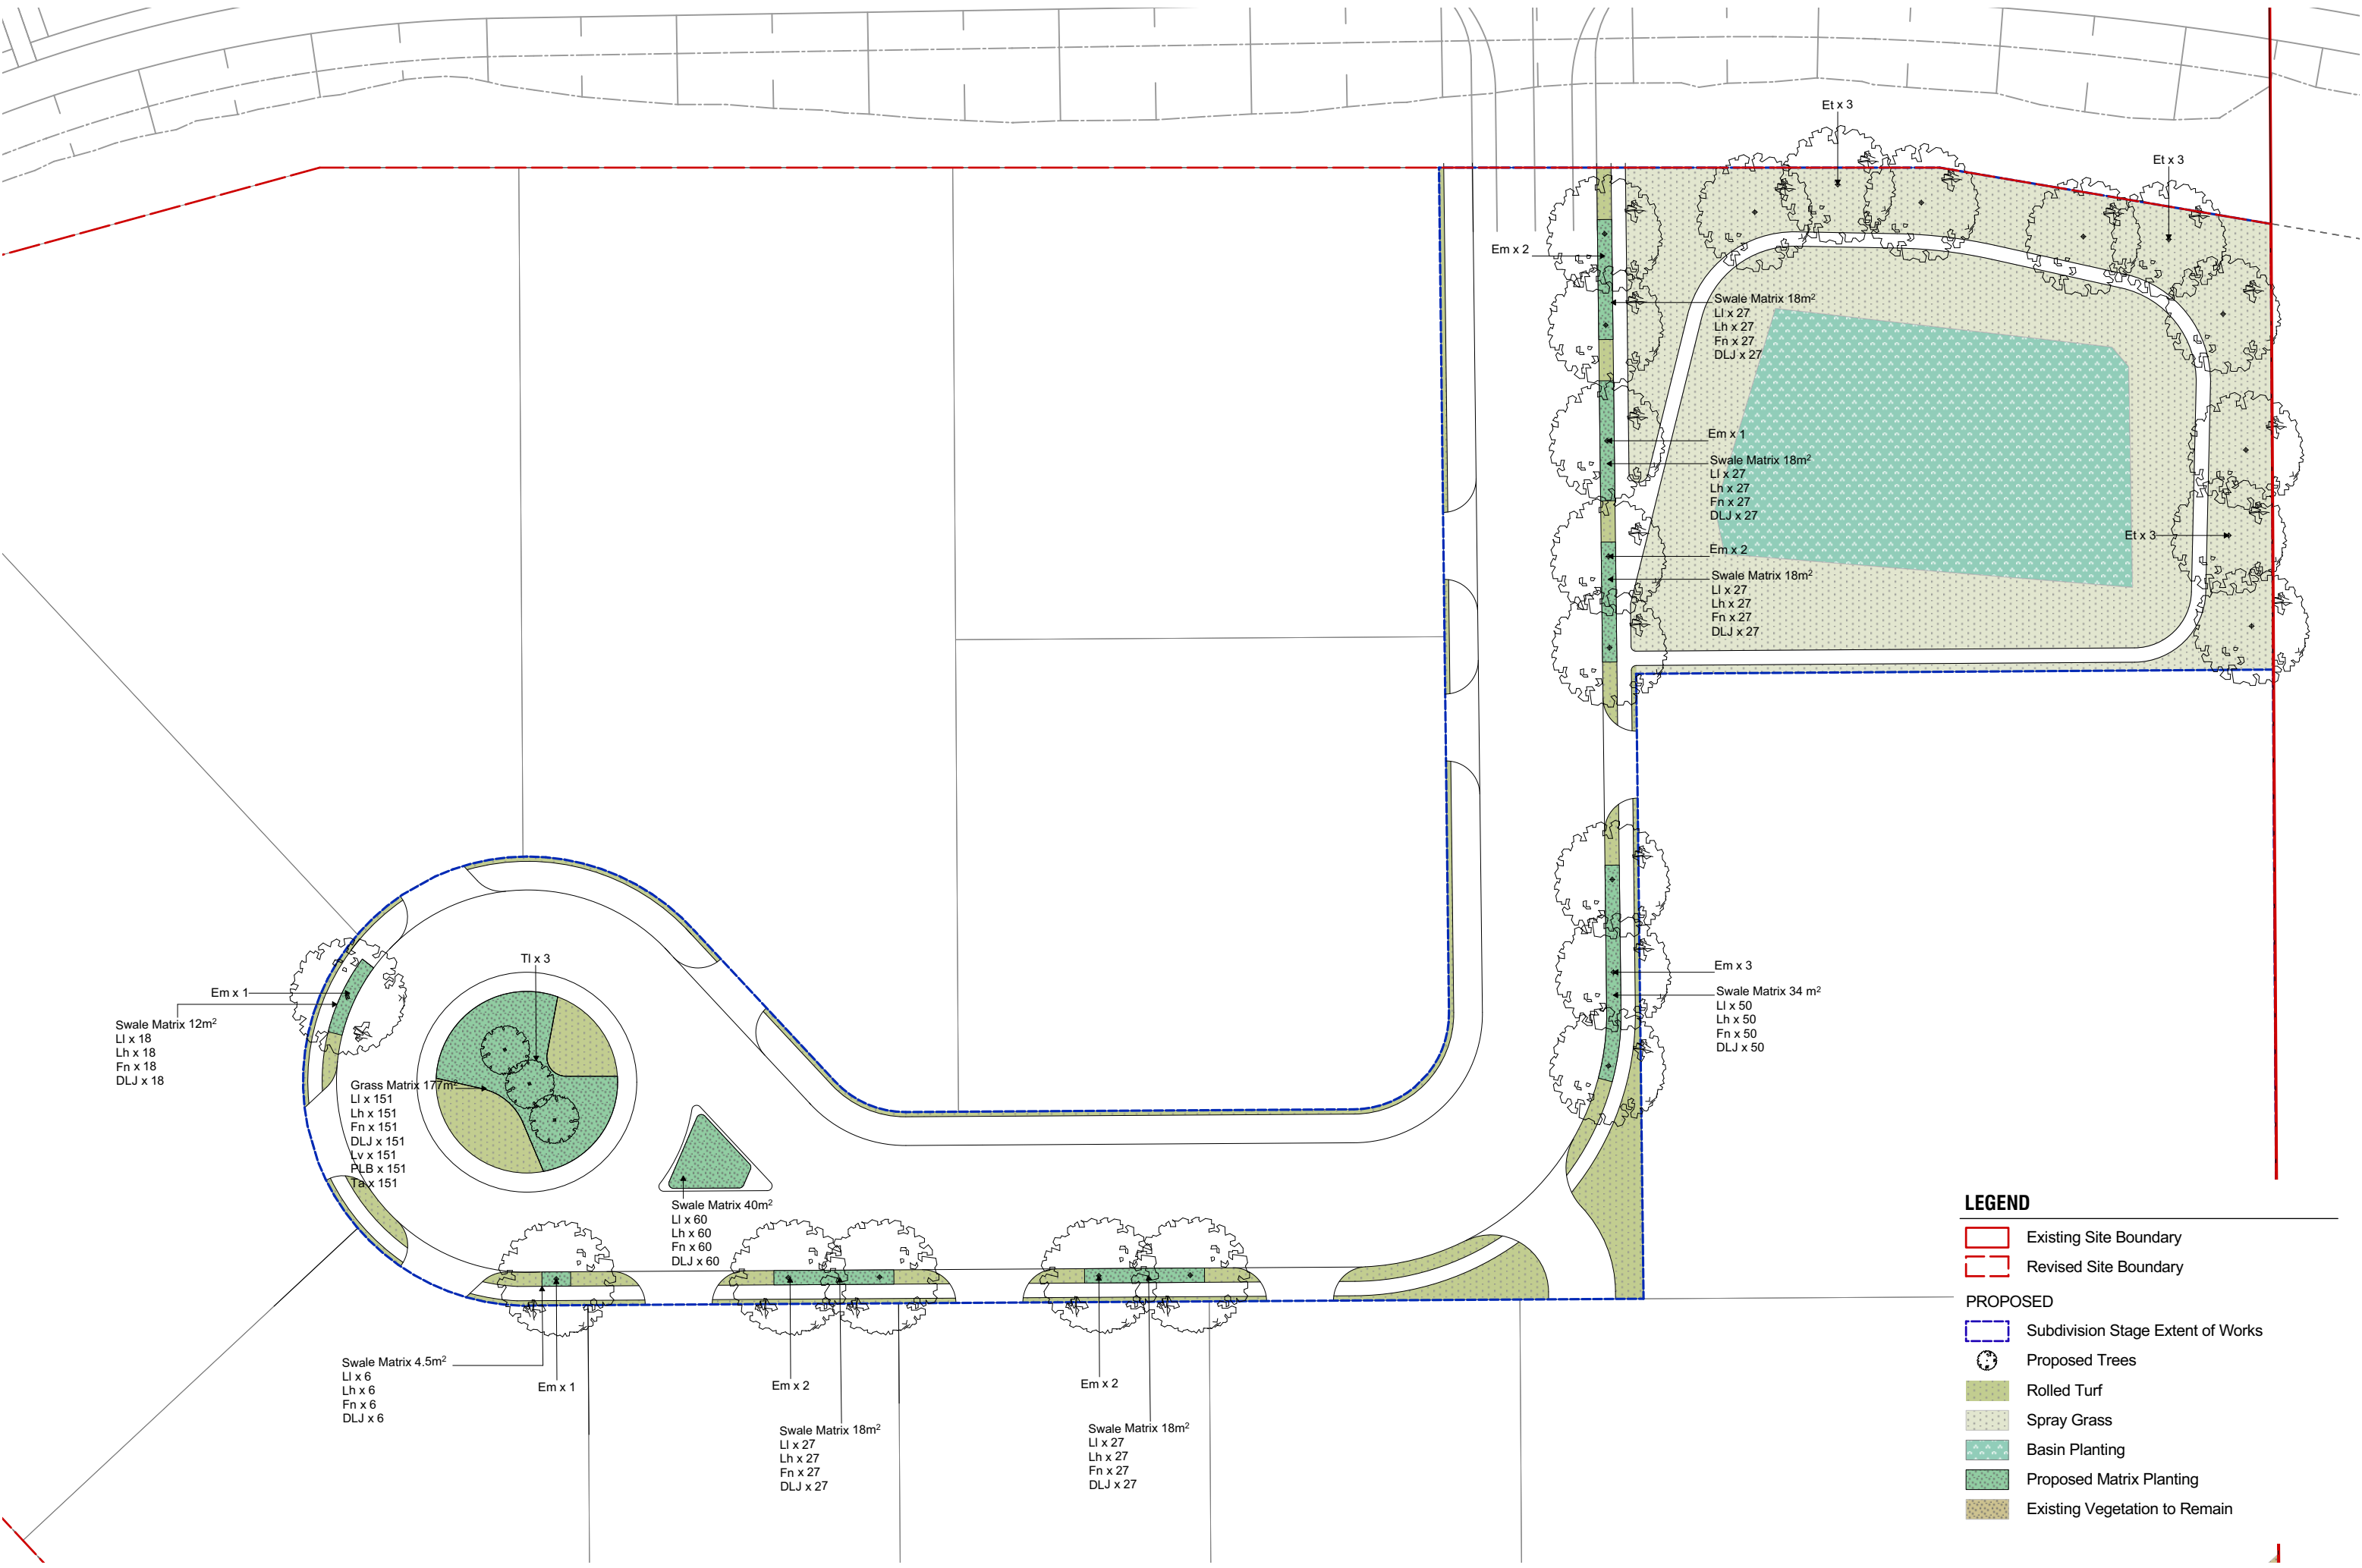 Et x 3
Et x 3
Em x 2
Swale Matrix 18m²
Ll x 27
Lh x 27
Fn x 27
DLJ x 27
Em x 1
Swale Matrix 18m²
Ll x 27
Lh x 27
Fn x 27
DLJ x 27
Et x 3
Em x 2
Swale Matrix 18m²
Ll x 27
Lh x 27
Fn x 27
DLJ x 27
Tl x 3
Em x 1
Swale Matrix 12m²
Ll x 18
Lh x 18
Fn x 18
DLJ x 18
Em x 3
Swale Matrix 34 m²
Ll x 50
Lh x 50
Fn x 50
DLJ x 50
Grass Matrix 177m²
Ll x 151
Lh x 151
Fn x 151
DLJ x 151
Lv x 151
PLB x 151
Ta x 151
Swale Matrix 40m²
Ll x 60
Lh x 60
Fn x 60
DLJ x 60
Swale Matrix 4.5m²
Ll x 6
Lh x 6
Fn x 6
DLJ x 6
Em x 1
Em x 2
Swale Matrix 18m²
Ll x 27
Lh x 27
Fn x 27
DLJ x 27
Em x 2
Swale Matrix 18m²
Ll x 27
Lh x 27
Fn x 27
DLJ x 27
LEGEND
Existing Site Boundary
Revised Site Boundary
PROPOSED
Subdivision Stage Extent of Works
Proposed Trees
Rolled Turf
Spray Grass
Basin Planting
Proposed Matrix Planting
Existing Vegetation to Remain